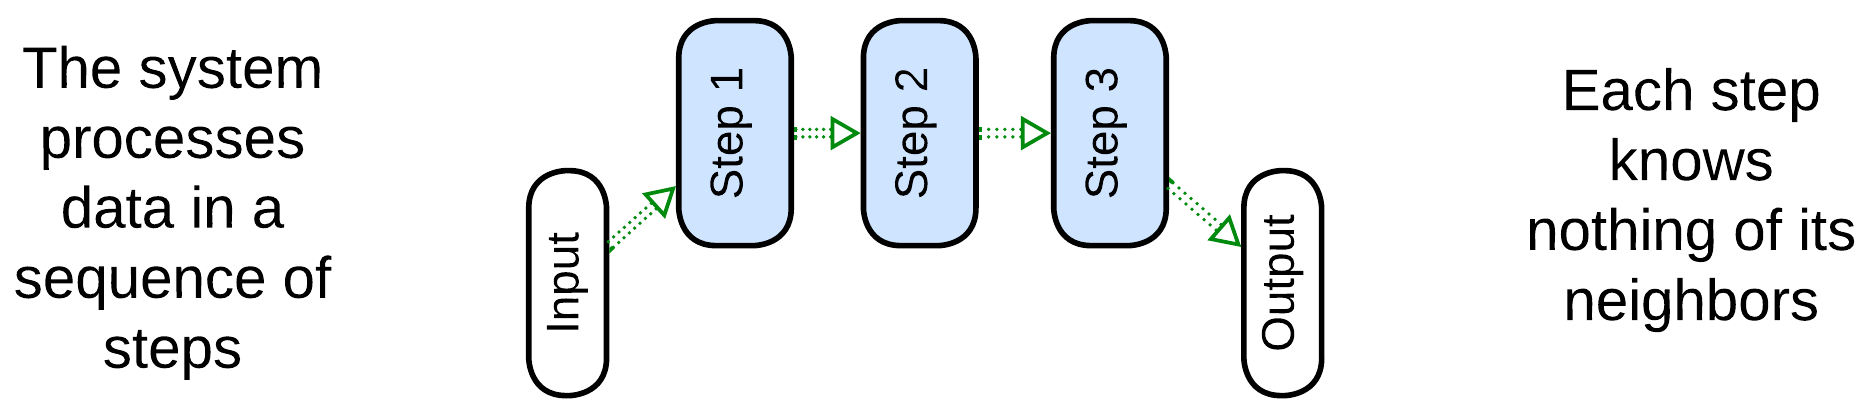 The system
processes
data in a
sequence of
steps
Input
Step 1
Step 2
Step 3
Output
Each step
knows
nothing of its
neighbors